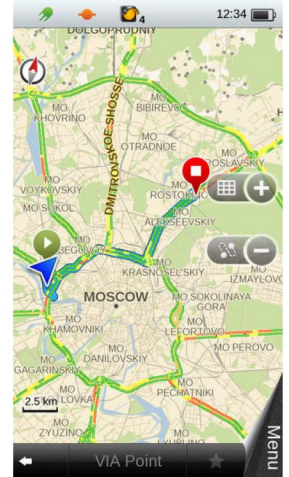 4
12:34
DOLGOPRUDNIY
MO
KHOVRINO
MO
BIBIREVO
DMITROVSKOE SHOSSE
MO
OTRADNOE
MO
VOYKOVSKIY
MO
ROSTOKINO
MO SOKOL
MO
ALEKSEEVSKIY
MO
BEGOVOY
MO
KRASNOSEL'SKIY
MO
IZMAYLOVO
MOSCOW
MO SOKOLINAYA
GORA
MO
KHAMOVNIKI
MO
LEFORTOVO
MO
DANILOVSKIY
MO PEROVO
MO
GAGARINSKIY
MO
PECHATNIKI
2.5 km
MO
ZYUZINO
MO
VIA Point
Menu